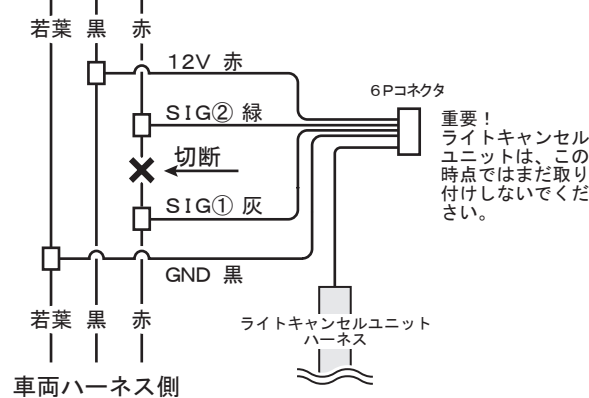 若葉 黒 赤
12V 赤
6Pコネクタ
SIG② 緑
重要！
ライトキャンセル
ユニットは、この
時点ではまだ取り
付けしないでくだ
さい。
切断
SIG① 灰
GND 黒
若葉 黒 赤
ライトキャンセルユニット
ハーネス
車両ハーネス側